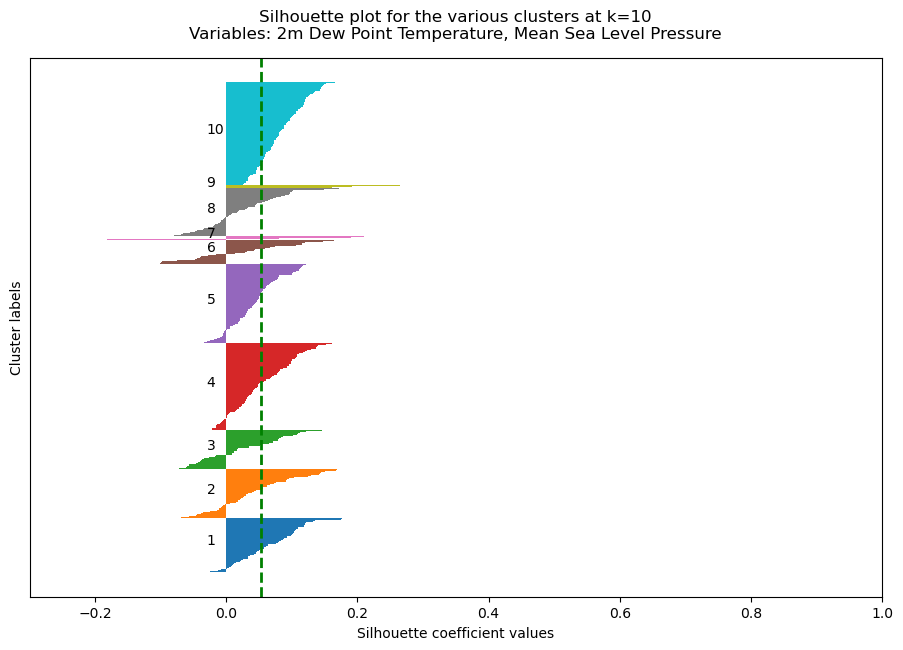 Silhouette plot for the various clusters at k=10
Variables: 2m Dew Point Temperature, Mean Sea Level Pressure
Cluster labels
10
9
8
7
6
5
4
3
2
1
−0.2 0.0 0.2 0.4 0.6 0.8 1.0
Silhouette coefficient values